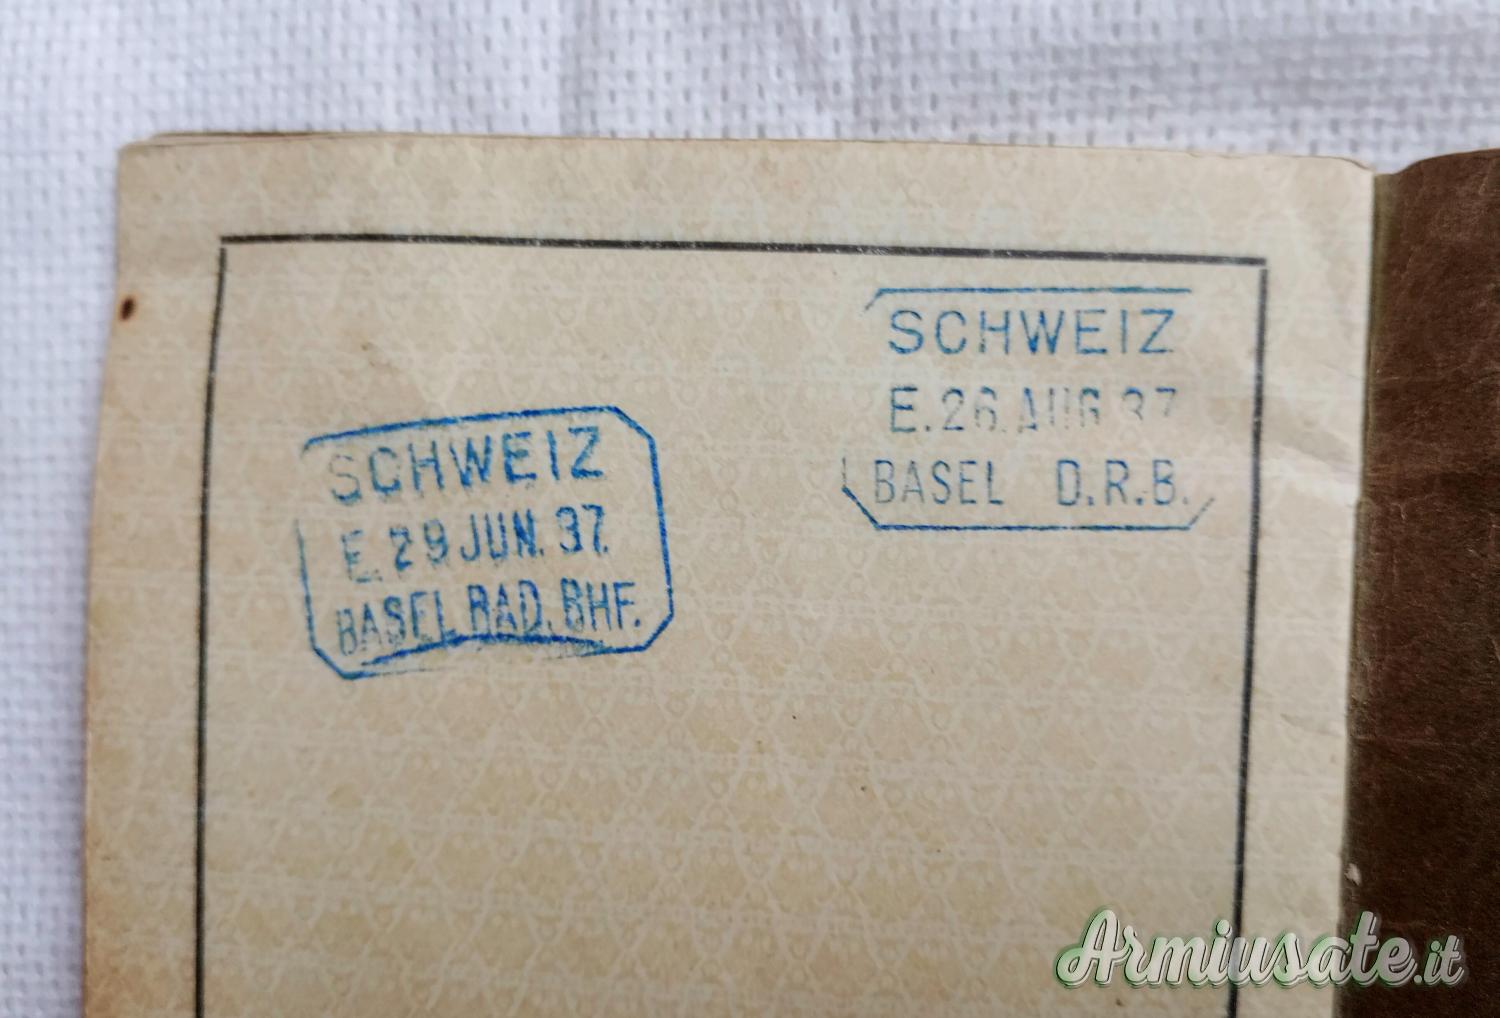 SCHWEIZ
E. 29 JUN. 37.
BASEL BAD. BHF.
SCHWEIZ
E. 26. AUG 37
BASEL D.R.B.
Armiusate.it